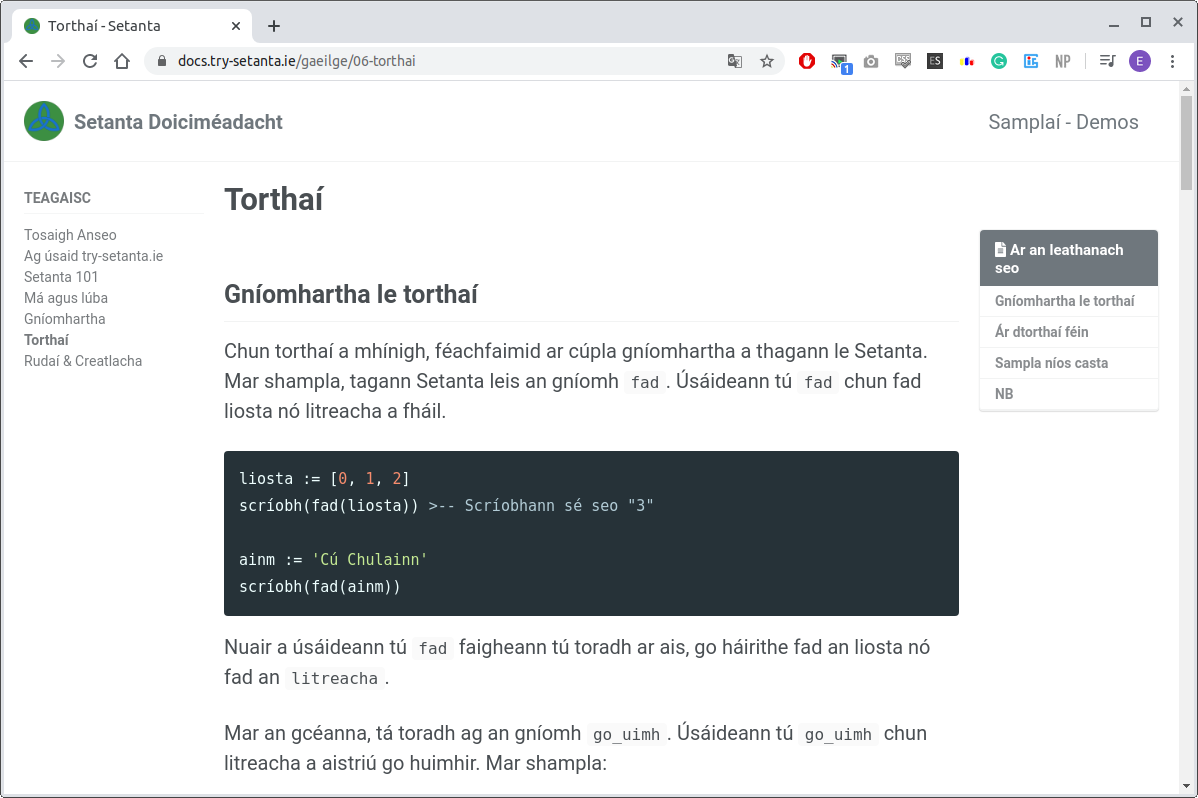 Torthaí - Setanta
docs.try-setanta.ie/gaeilge/06-torthai
1
ES
NP
E
Setanta Doiciméadacht
Samplaí - Demos
TEAGAISC
Tosaigh Anseo
Ag úsaid try-setanta.ie
Setanta 101
Má agus lúba
Gníomhartha
Torthaí
Rudaí & Creatlacha
Torthaí
Gníomhartha le torthaí
Chun torthaí a mhínigh, féachfaimid ar cúpla gníomhartha a thagann le Setanta.
Mar shampla, tagann Setanta leis an gníomh fad. Úsáideann tú fad chun fad
liosta nó litreacha a fháil.
liosta := [0, 1, 2]
scríobh(fad(liosta)) >-- Scríobhann sé seo "3"
ainm := 'Cú Chulainn'
scríobh(fad(ainm))
Nuair a úsáideann tú fad faigheann tú toradh ar ais, go háirithe fad an liosta nó
fad an litreacha.
Mar an gcéanna, tá toradh ag an gníomh go_uimh. Úsáideann tú go_uimh chun
litreacha a aistriú go huimhir. Mar shampla:
Ar an leathanach
seo
Gníomhartha le torthaí
Ár dtorthaí féin
Sampla níos casta
NB